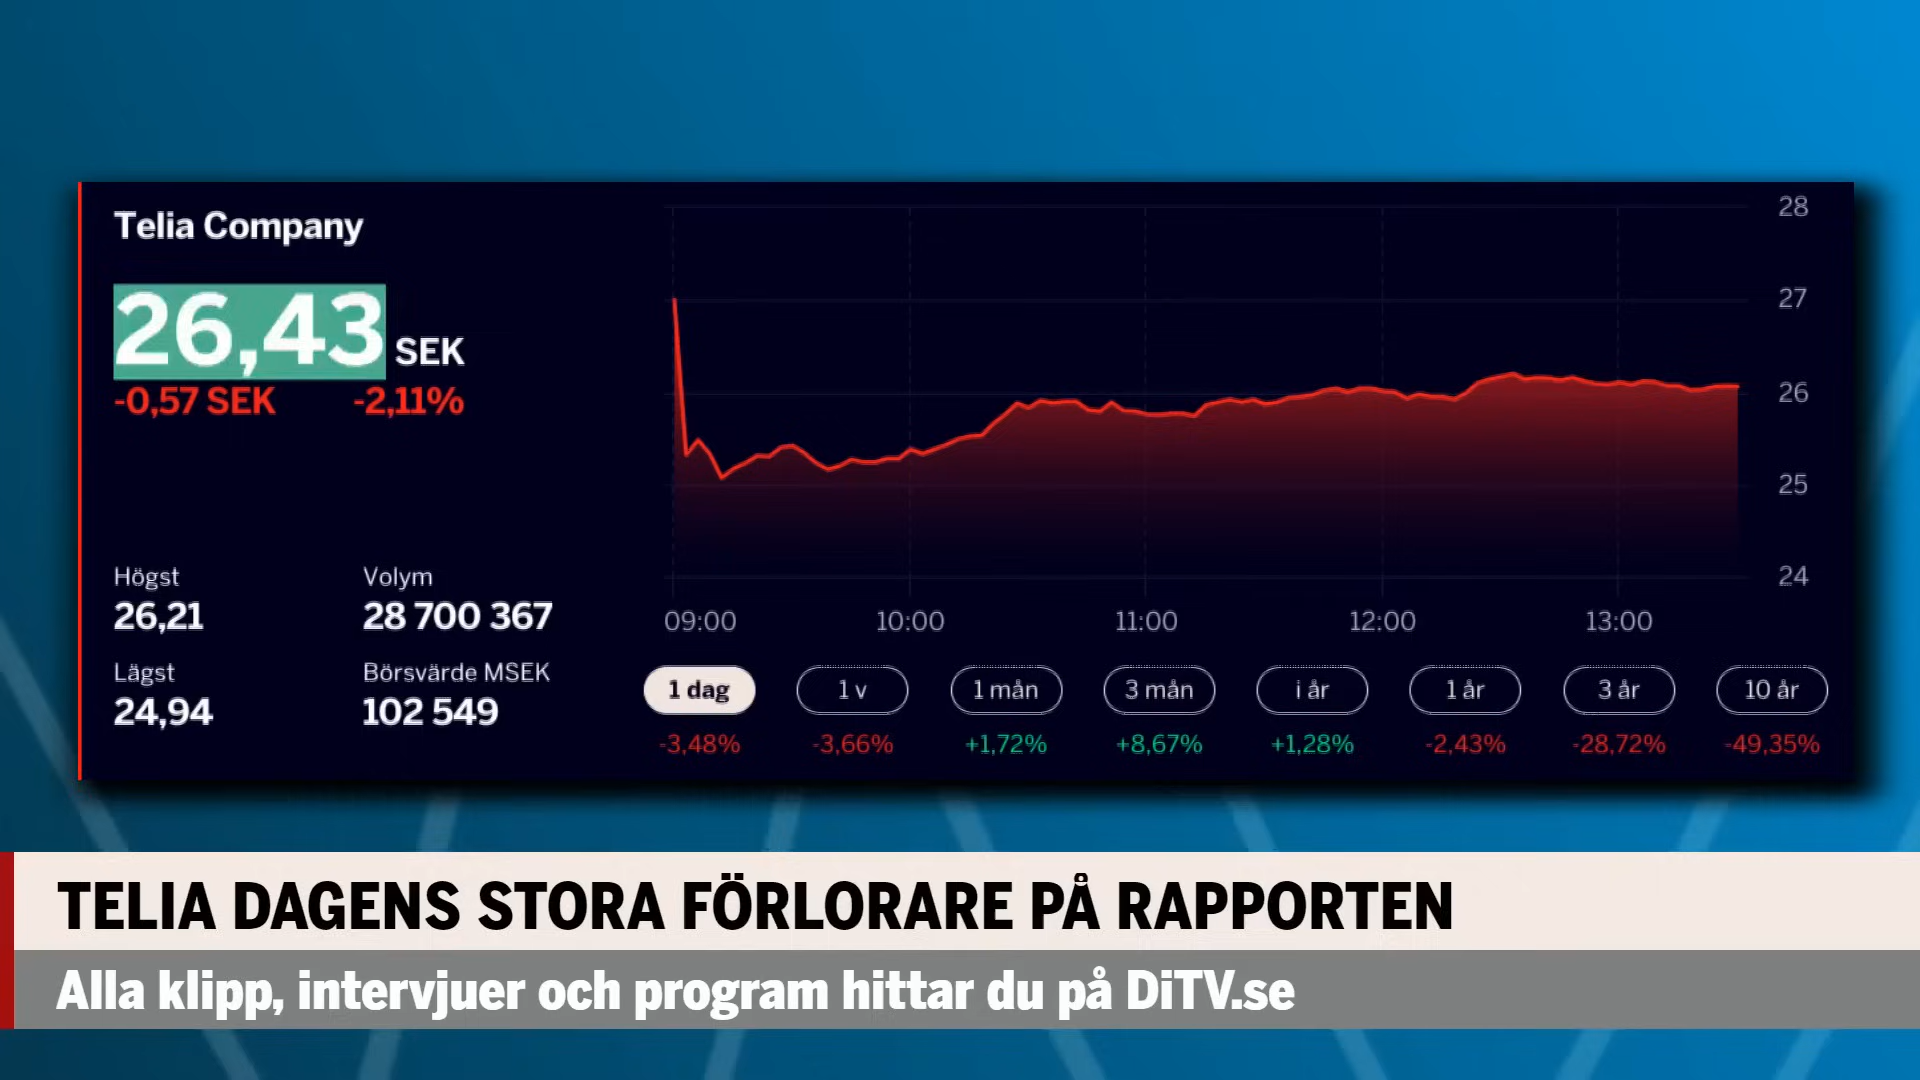 Telia Company
26,43 SEK
-0,57 SEK -2,11%
Högst
26,21
Volym
28 700 367
Lägst
24,94
Börsvärde MSEK
102 549
28
27
26
25
24
09:00 10:00 11:00 12:00 13:00
1 dag 1 v 1 mån 3 mån i år 1 år 3 år 10 år
-3,48% -3,66% +1,72% +8,67% +1,28% -2,43% -28,72% -49,35%
TELIA DAGENS STORA FÖRLORARE PÅ RAPPORTEN
Alla klipp, intervjuer och program hittar du på DiTV.se